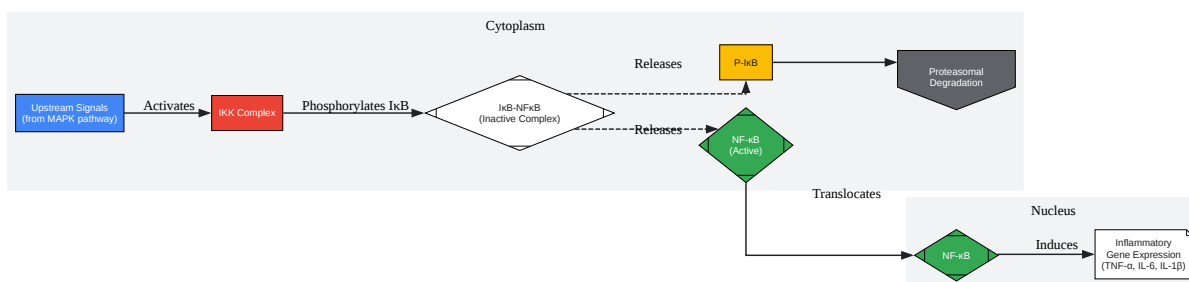 Cytoplasm
Upstream Signals
(from MAPK pathway)
Activates
IKK Complex
Phosphorylates IκB
IκB-NFκB
(Inactive Complex)
Releases
P-IκB
Proteasomal
Degradation
Releases
NF-κB
(Active)
Translocates
Nucleus
NF-κB
Induces
Inflammatory
Gene Expression
(TNF-α, IL-6, IL-1β)